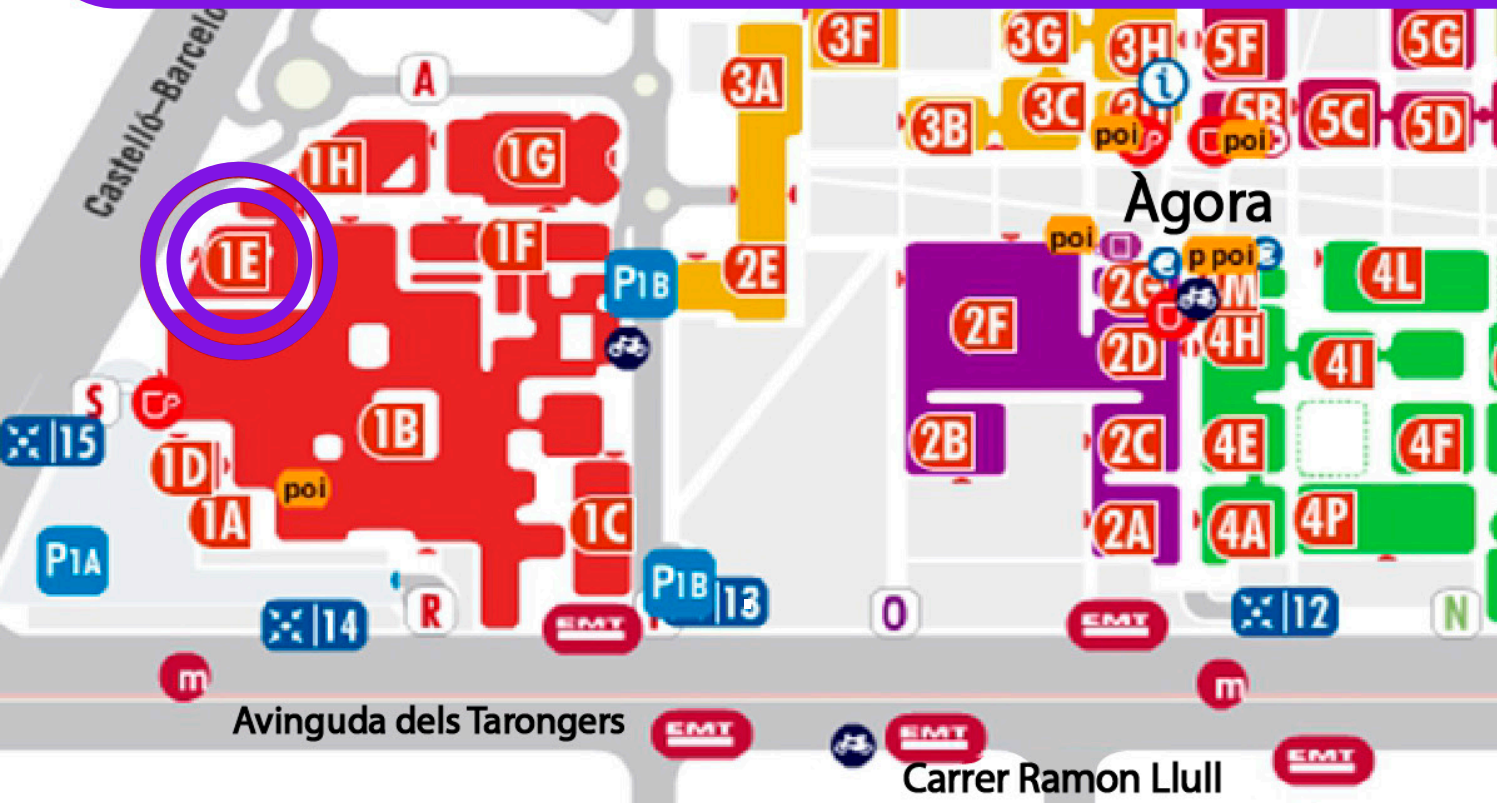 Castelló-Barcelo
A
3A
3F
3G
3H
5F
5G
i
3B
3C
5B
5C
5D
poi
poi
1H
1G
Àgora
1E
1F
P1B
2E
poi
p poi
4L
2F
2G
M
2D
4H
4I
S
15
1D
1B
2B
2C
4E
4F
poi
1A
1C
2A
4A
4P
P1A
P1B
14
R
EMT
13
O
EMT
12
N
m
m
Avinguda dels Tarongers
EMT
EMT
EMT
Carrer Ramon Llull